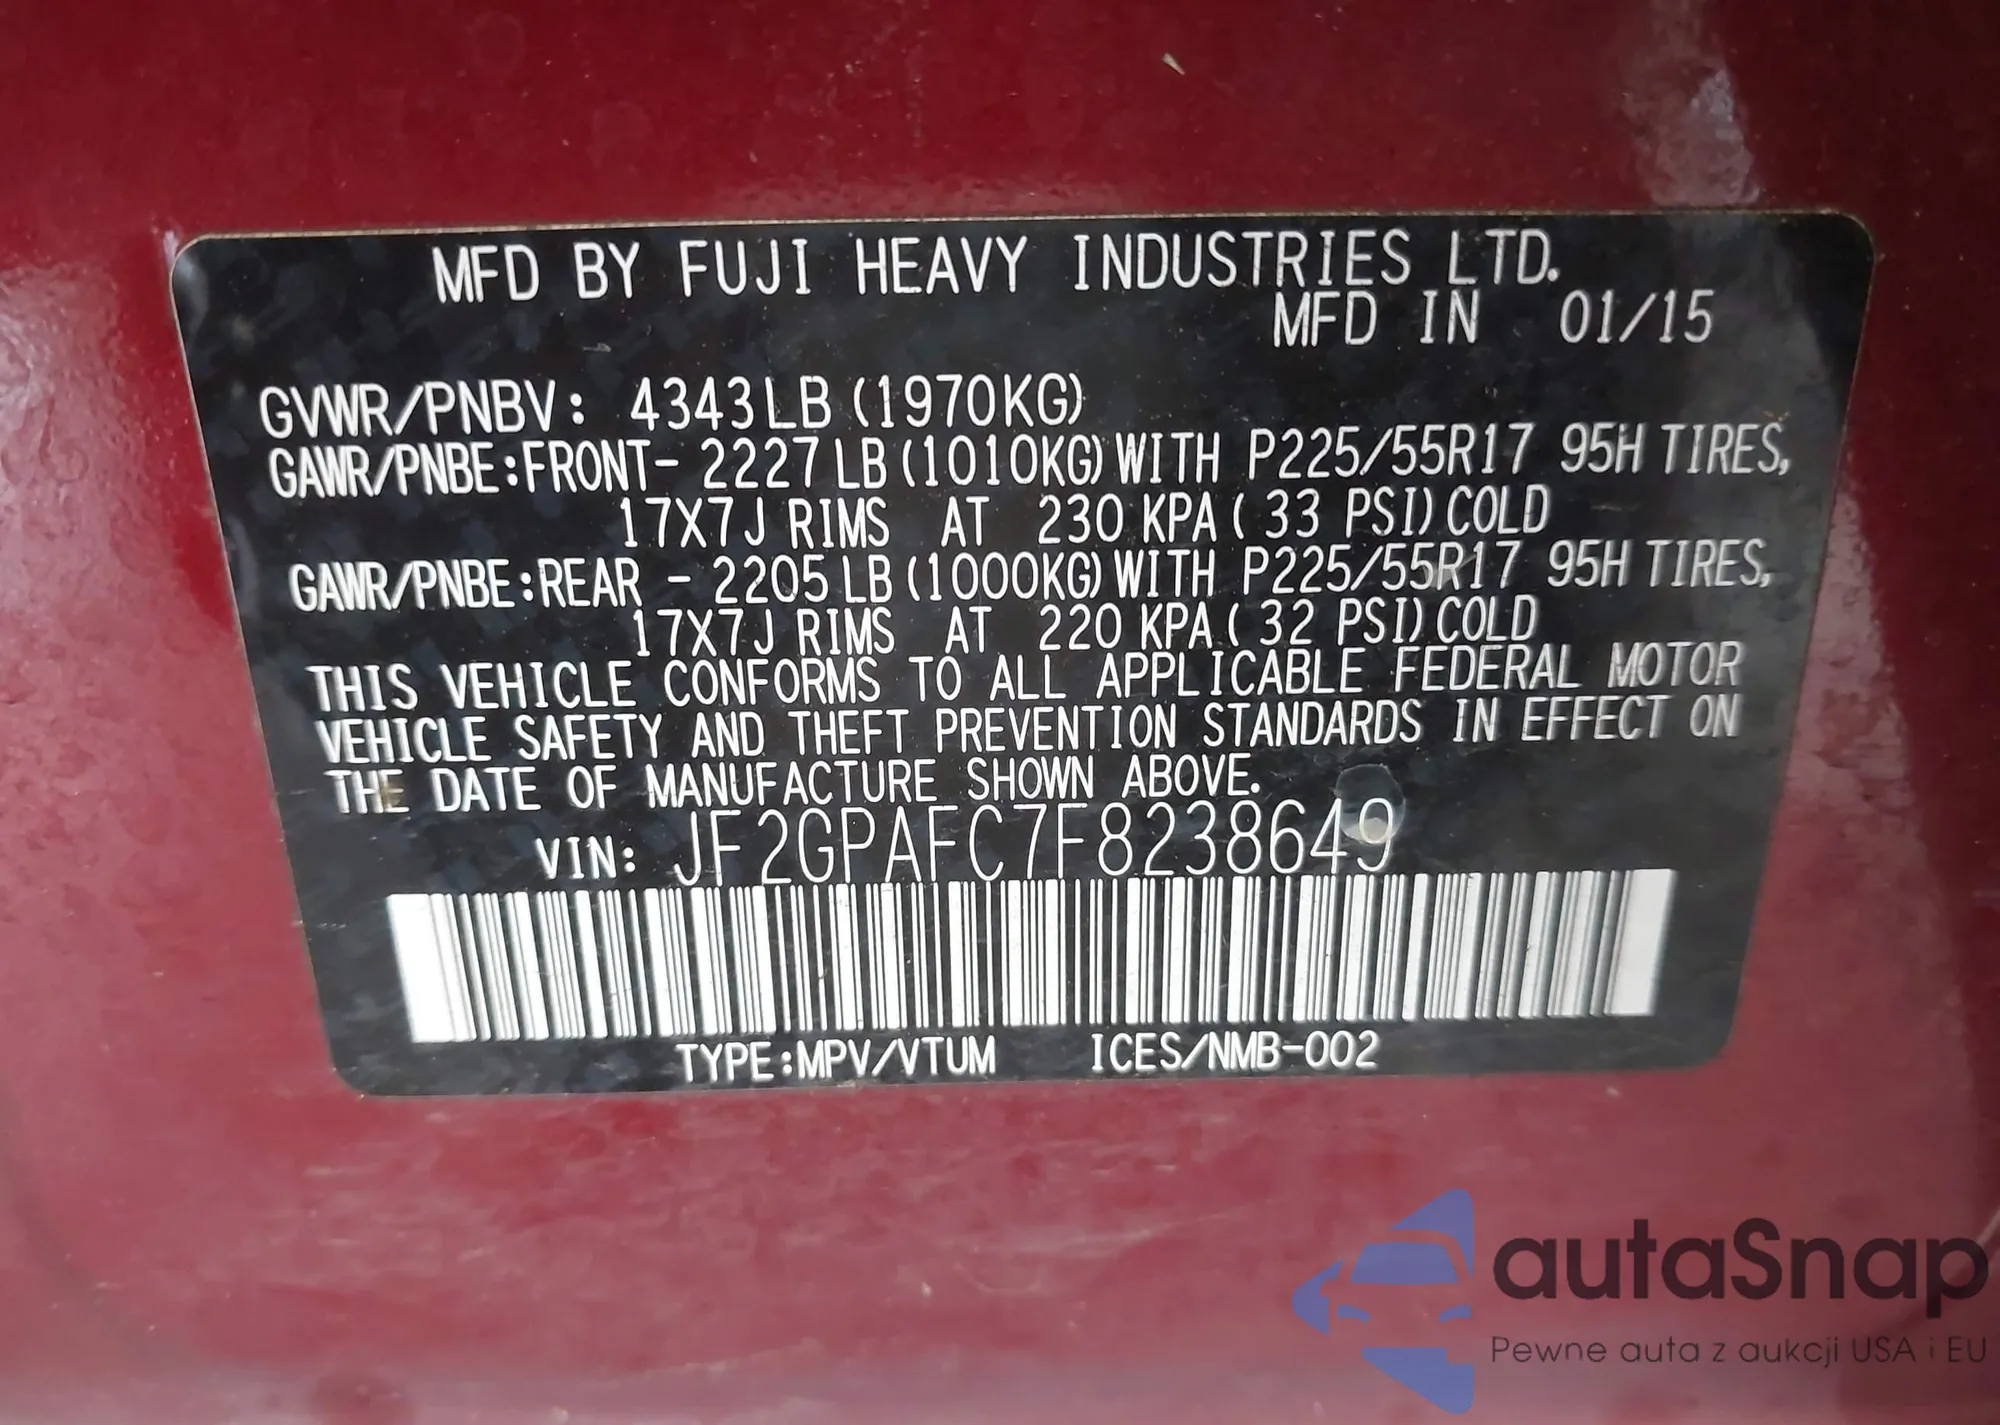 MFD BY FUJI HEAVY INDUSTRIES LTD.
MFD IN 01/15
GVWR/PNBV: 4343LB (1970KG)
GAWR/PNBE:FRONT- 2227LB (1010KG) WITH P225/55R17 95H TIRES,
17X7J RIMS AT 230 KPA ( 33 PSI) COLD
GAWR/PNBE:REAR - 2205LB (1000KG) WITH P225/55R17 95H TIRES,
17X7J RIMS AT 220 KPA ( 32 PSI) COLD
THIS VEHICLE CONFORMS TO ALL APPLICABLE FEDERAL MOTOR
VEHICLE SAFETY AND THEFT PREVENTION STANDARDS IN EFFECT ON
THE DATE OF MANUFACTURE SHOWN ABOVE.
VIN: JF2GPAFC7F8238649
TYPE:MPV/VTUM ICES/NMB-002
autaSnap
Pewne auta z aukcji USA i EU